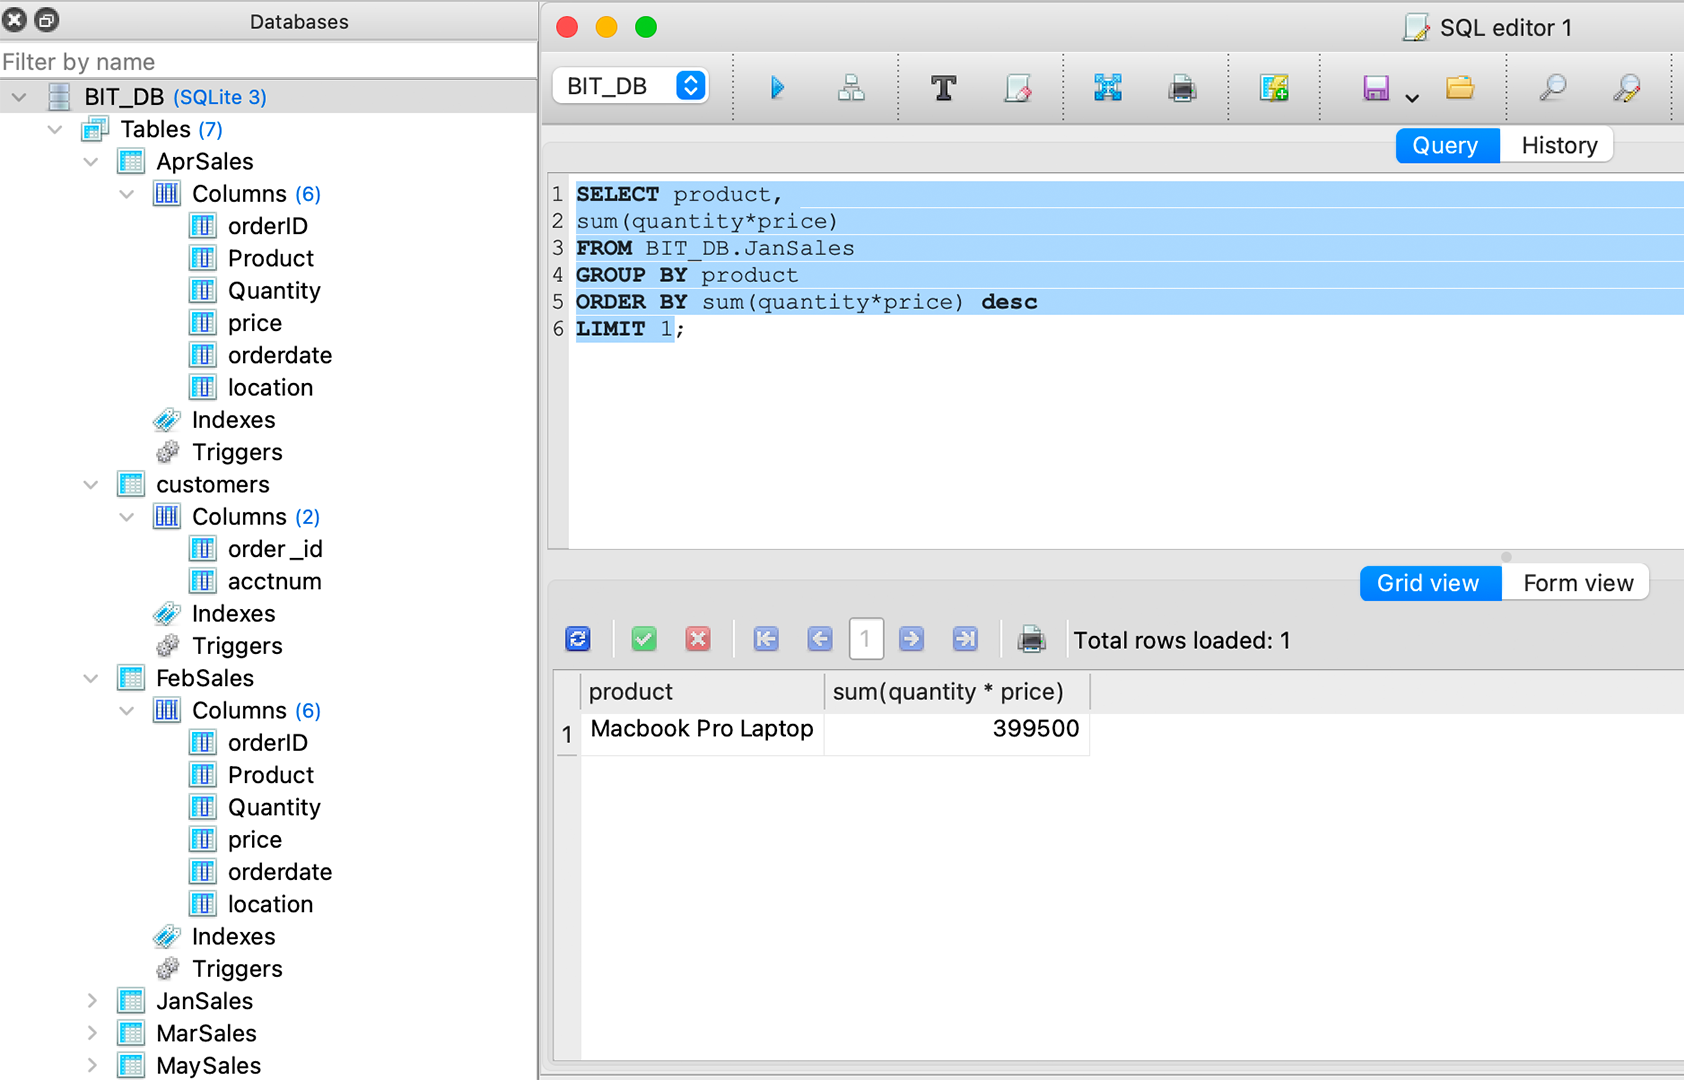 Databases
Filter by name
BIT_DB (SQLite 3)
Tables (7)
AprSales
Columns (6)
orderID
Product
Quantity
price
orderdate
location
Indexes
Triggers
customers
Columns (2)
order _id
acctnum
Indexes
Triggers
FebSales
Columns (6)
orderID
Product
Quantity
price
orderdate
location
Indexes
Triggers
JanSales
MarSales
MaySales
SQL editor 1
BIT_DB
Query History
1 SELECT product,
2 sum(quantity*price)
3 FROM BIT_DB.JanSales
4 GROUP BY product
5 ORDER BY sum(quantity*price) desc
6 LIMIT 1;
Grid view Form view
1 Total rows loaded: 1
product sum(quantity * price)
1 Macbook Pro Laptop 399500